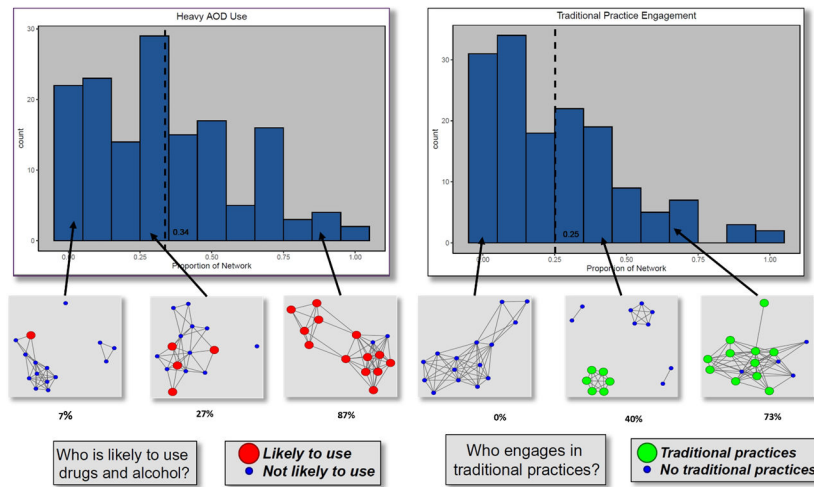 Heavy AOD Use
30
20
10
0
count
0.34
0.00 0.25 0.50 0.75 1.00
Proportion of Network
Traditional Practice Engagement
30
20
10
0
count
0.25
0.00 0.25 0.50 0.75 1.00
Proportion of Network
7%
27%
87%
0%
40%
73%
Who is likely to use
drugs and alcohol?
Likely to use
Not likely to use
Who engages in
traditional practices?
Traditional practices
No traditional practices